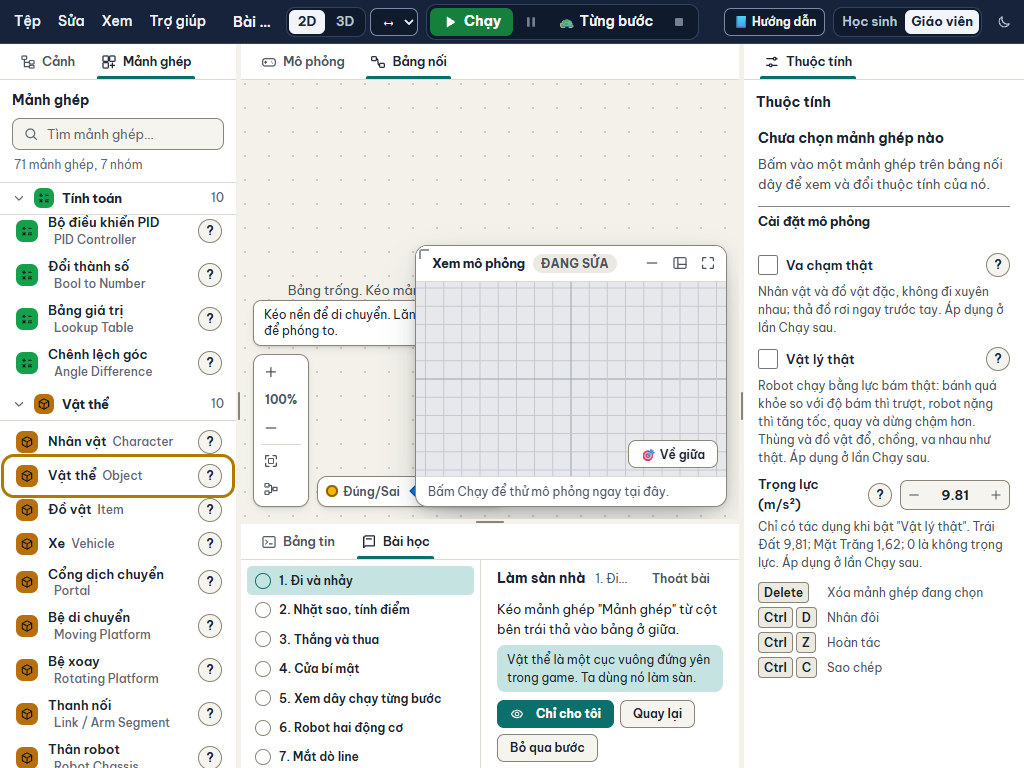 Tệp Sửa Xem Trợ giúp Bài ... 2D 3D ↔ Chạy Từng bước Hướng dẫn Học sinh Giáo viên
Cảnh Mảnh ghép
Mảnh ghép
Tìm mảnh ghép...
71 mảnh ghép, 7 nhóm
Tính toán 10
Bộ điều khiển PID
PID Controller
?
Đổi thành số
Bool to Number
?
Bảng giá trị
Lookup Table
?
Chênh lệch góc
Angle Difference
?
Vật thể 10
Nhân vật Character ?
Vật thể Object ?
Đồ vật Item ?
Xe Vehicle ?
Cổng dịch chuyển
Portal
?
Bệ di chuyển
Moving Platform
?
Bệ xoay
Rotating Platform
?
Thanh nối
Link / Arm Segment
?
Thân robot
Robot Chassis
?
Mô phỏng Bảng nối
Bảng trống. Kéo mản
Kéo nền để di chuyển. Lăn
để phóng to.
100%
Đúng/Sai
Xem mô phỏng ĐANG SỬA
Về giữa
Bấm Chạy để thử mô phỏng ngay tại đây.
Bảng tin Bài học
1. Đi và nhảy
2. Nhặt sao, tính điểm
3. Thắng và thua
4. Cửa bí mật
5. Xem dây chạy từng bước
6. Robot hai động cơ
7. Mắt dò line
Làm sàn nhà 1. Đi... Thoát bài
Kéo mảnh ghép "Mảnh ghép" từ cột
bên trái thả vào bảng ở giữa.
Vật thể là một cục vuông đứng yên
trong game. Ta dùng nó làm sàn.
Chỉ cho tôi Quay lại
Bỏ qua bước
Thuộc tính
Thuộc tính
Chưa chọn mảnh ghép nào
Bấm vào một mảnh ghép trên bảng nối
dây để xem và đổi thuộc tính của nó.
Cài đặt mô phỏng
Va chạm thật ?
Nhân vật và đồ vật đặc, không đi xuyên
nhau; thả đồ rơi ngay trước tay. Áp dụng ở
lần Chạy sau.
Vật lý thật ?
Robot chạy bằng lực bám thật: bánh quá
khỏe so với độ bám thì trượt, robot nặng
thì tăng tốc, quay và dừng chậm hơn.
Thùng và đồ vật đổ, chồng, va nhau như
thật. Áp dụng ở lần Chạy sau.
Trọng lực
(m/s²)
? − 9.81 +
Chỉ có tác dụng khi bật "Vật lý thật". Trái
Đất 9,81; Mặt Trăng 1,62; 0 là không trọng
lực. Áp dụng ở lần Chạy sau.
Delete Xóa mảnh ghép đang chọn
Ctrl D Nhân đôi
Ctrl Z Hoàn tác
Ctrl C Sao chép